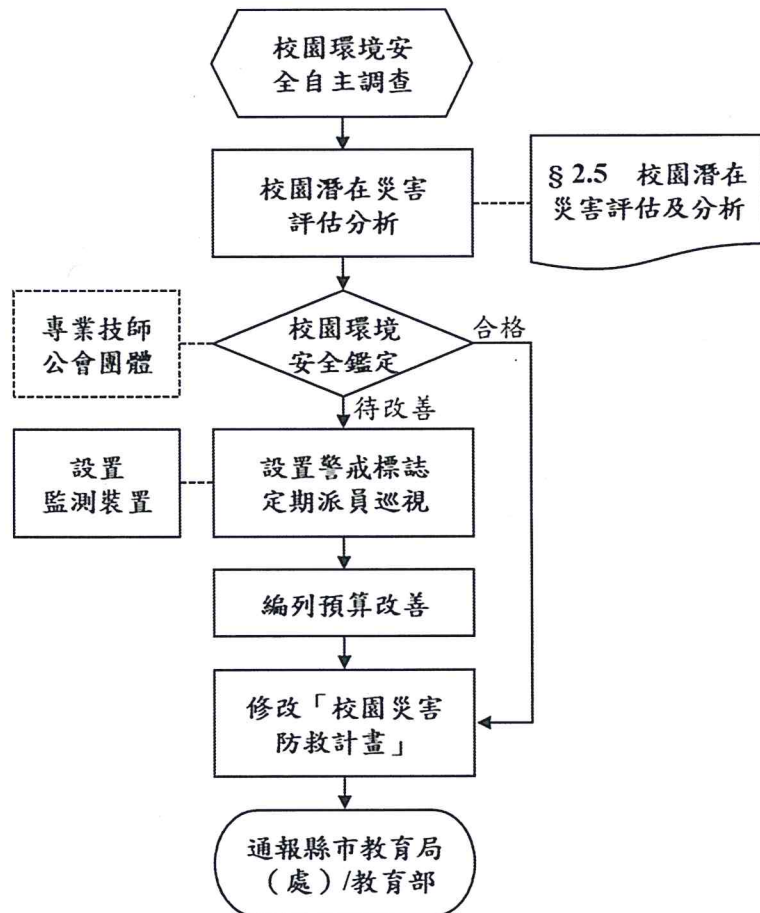 校園環境安
全自主調查
校園潛在災害
評估分析
§ 2.5 校園潛在
災害評估及分析
專業技師
公會團體
校園環境
安全鑑定
合格
待改善
設置
監測裝置
設置警戒標誌
定期派員巡視
編列預算改善
修改「校園災害
防救計畫」
通報縣市教育局
（處）/教育部